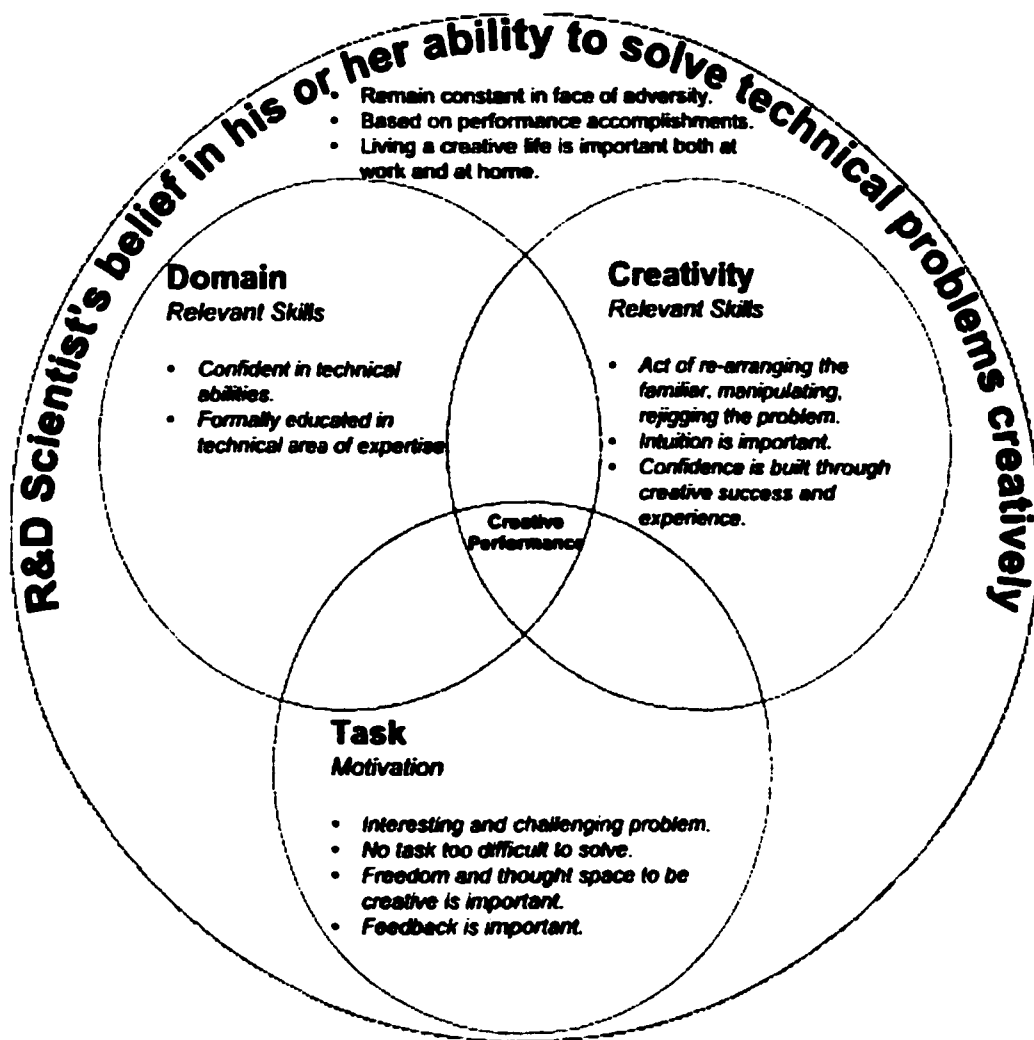 R&D Scientist's belief in his or her ability to solve technical problems creatively
• Remain constant in face of adversity.
• Based on performance accomplishments.
• Living a creative life is important both at
work and at home.
Domain
Relevant Skills
• Confident in technical
abilities.
• Formally educated in
technical area of expertise
Creativity
Relevant Skills
• Act of re-arranging the
familiar, manipulating,
rejigging the problem.
• Intuition is important.
• Confidence is built through
creative success and
experience.
Creative
Performance
Task
Motivation
• Interesting and challenging problem.
• No task too difficult to solve.
• Freedom and thought space to be
creative is important.
• Feedback is important.